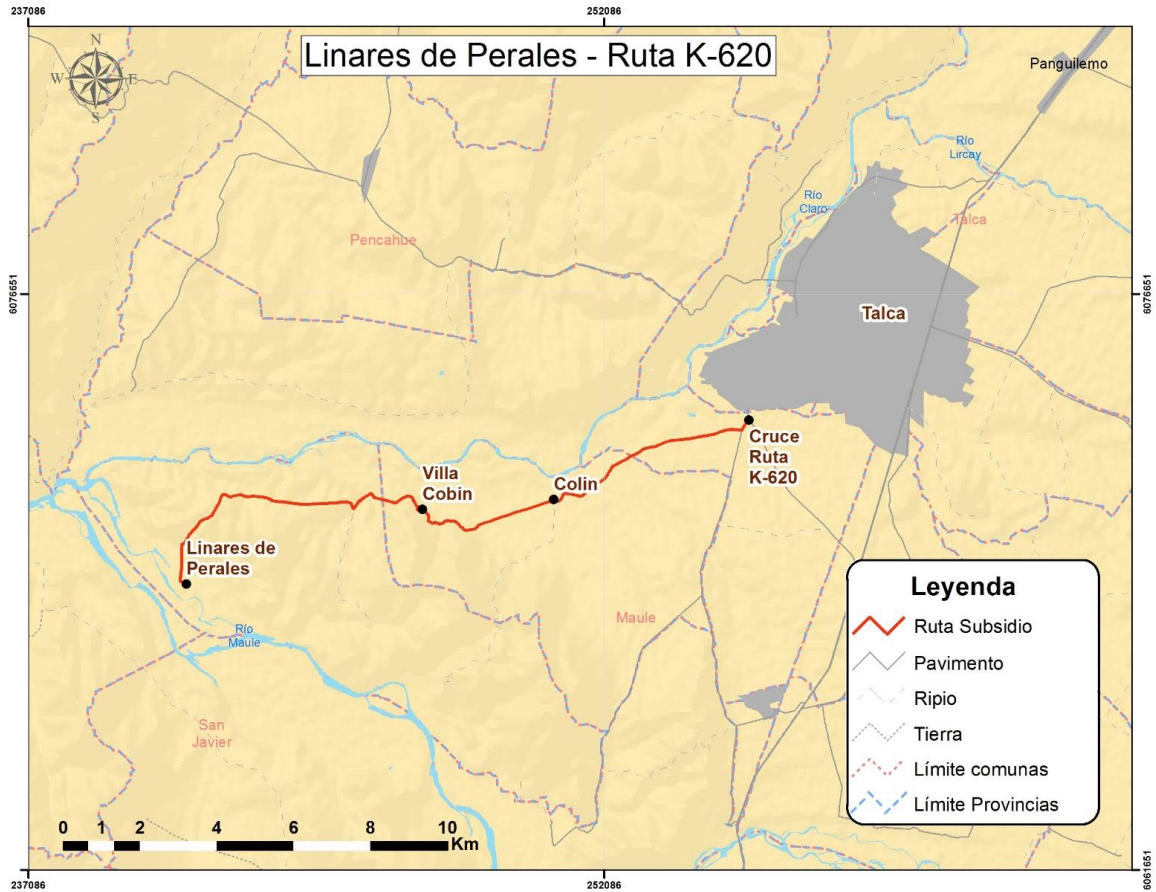 237086
252086
Linares de Perales - Ruta K-620
N
W
E
S
Panguilemo
Río
Lircay
Río
Claro
Talca
Pencahue
6076651
6076651
Talca
Cruce
Ruta
K-620
Villa
Cobin
Colin
Linares de
Perales
Río
Maule
Maule
San
Javier
Leyenda
Ruta Subsidio
Pavimento
Ripio
Tierra
Límite comunas
Límite Provincias
0 1 2 4 6 8 10
Km
6061651
237086
252086